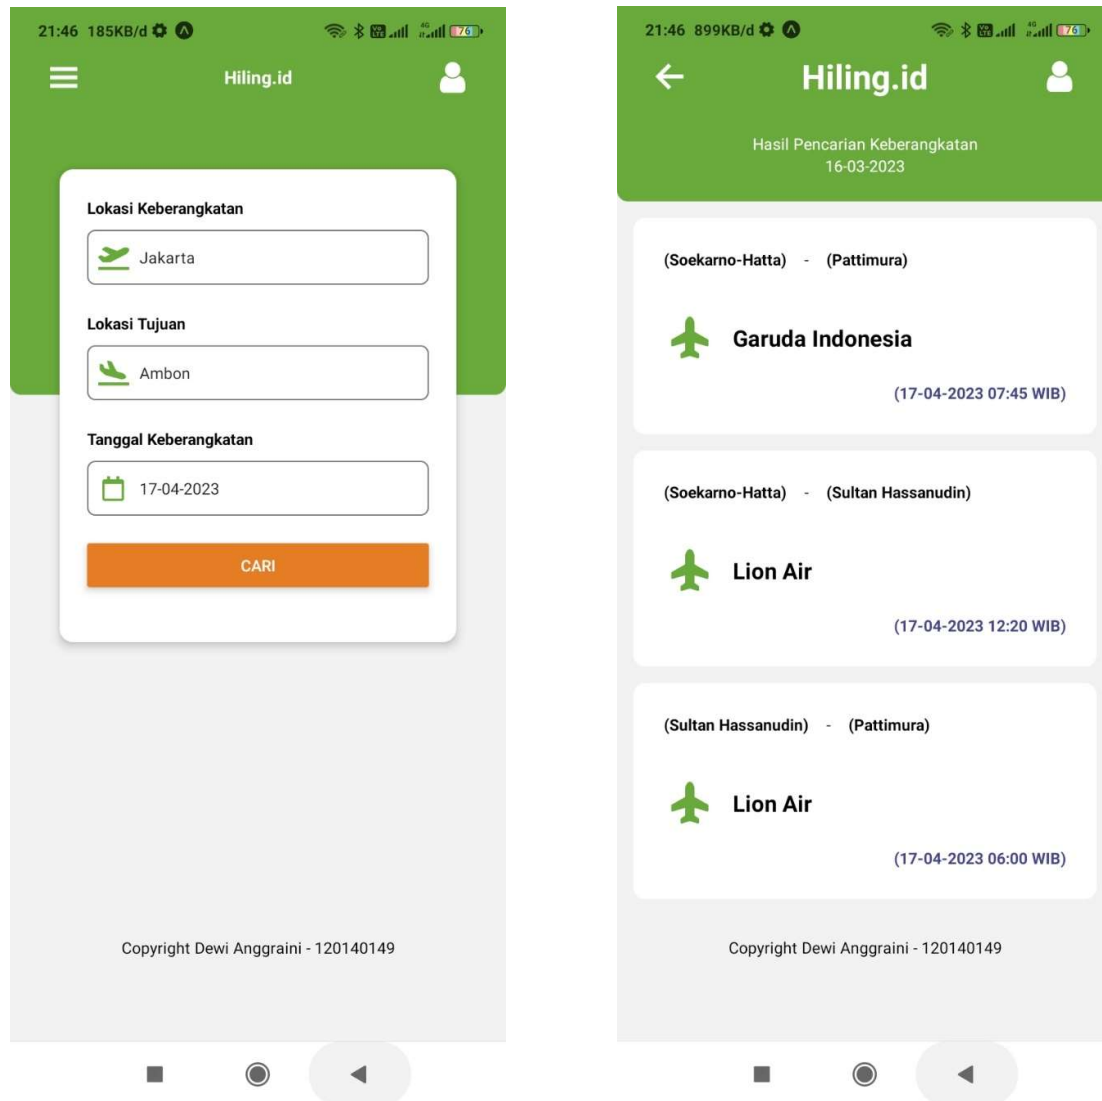 21:46 185KB/d 76
Hiling.id
Lokasi Keberangkatan
Jakarta
Lokasi Tujuan
Ambon
Tanggal Keberangkatan
17-04-2023
CARI
Copyright Dewi Anggraini - 120140149
21:46 899KB/d 4G 76
Hiling.id
Hasil Pencarian Keberangkatan
16-03-2023
(Soekarno-Hatta) - (Pattimura)
Garuda Indonesia
(17-04-2023 07:45 WIB)
(Soekarno-Hatta) - (Sultan Hassanudin)
Lion Air
(17-04-2023 12:20 WIB)
(Sultan Hassanudin) - (Pattimura)
Lion Air
(17-04-2023 06:00 WIB)
Copyright Dewi Anggraini - 120140149